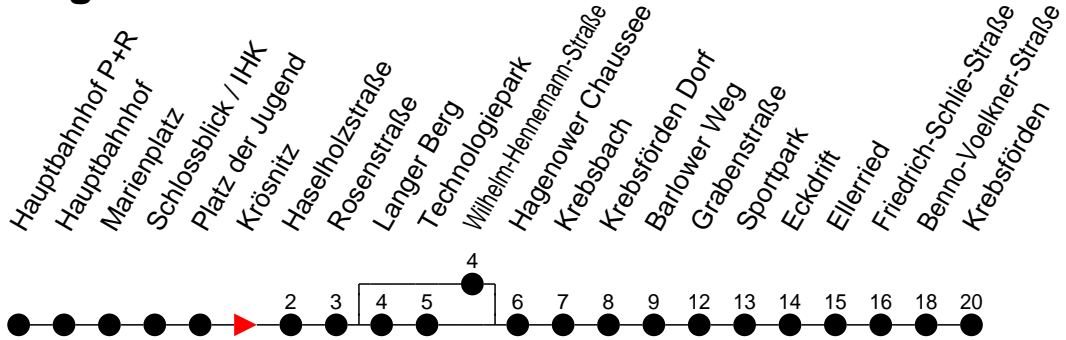 Hauptbahnhof P+R
Hauptbahnhof
Marienplatz
Schlossblick / IHK
Platz der Jugend
Krösnitz
Haselholzstraße
Rosenstraße
Langer Berg
Technologiepark
Wilhelm-Hennemann-Straße
Hagenower Chaussee
Krebsbach
Krebsförden Dorf
Barlower Weg
Grabenstraße
Sportpark
Eckdrift
Ellerried
Friedrich-Schlie-Straße
Benno-Voelkner-Straße
Krebsförden
4
2 3 4 5 6 7 8 9 12 13 14 15 16 18 20